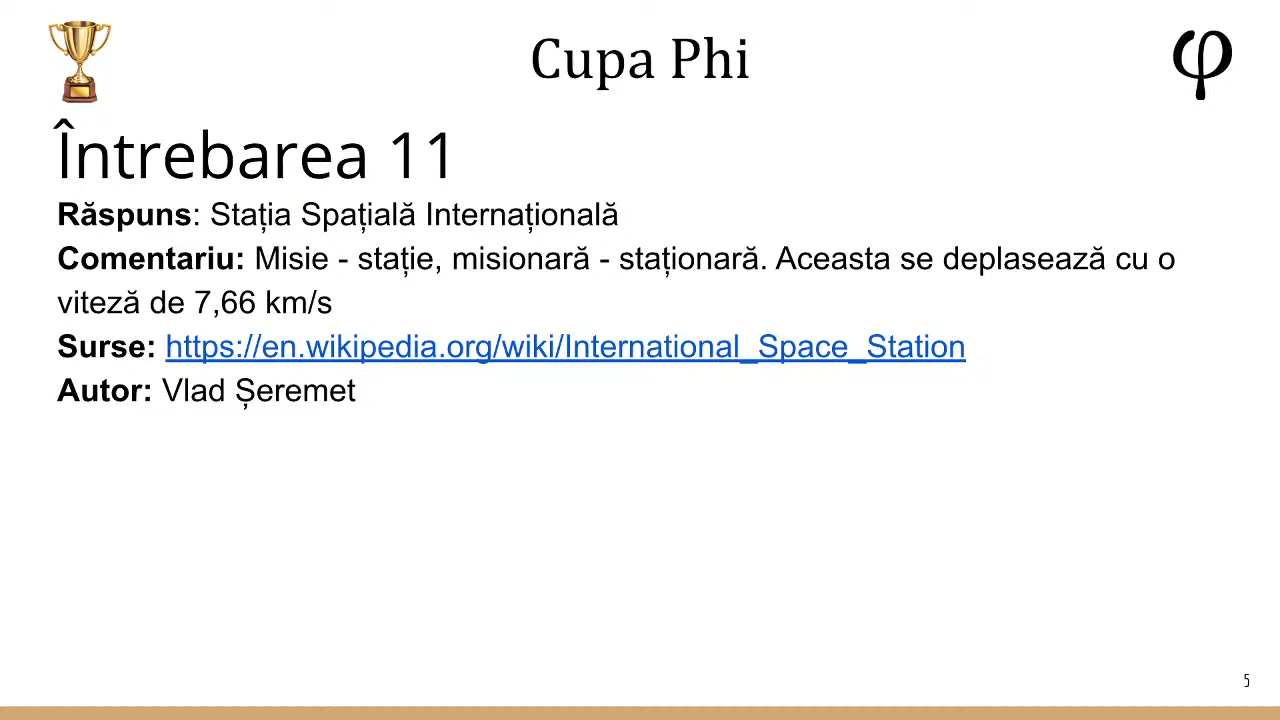 Cupa Phi
φ
Întrebarea 11
Răspuns: Stația Spațială Internațională
Comentariu: Misie - stație, misionară - staționară. Aceasta se deplasează cu o
viteză de 7,66 km/s
Surse: https://en.wikipedia.org/wiki/International_Space_Station
Autor: Vlad Șeremet
5